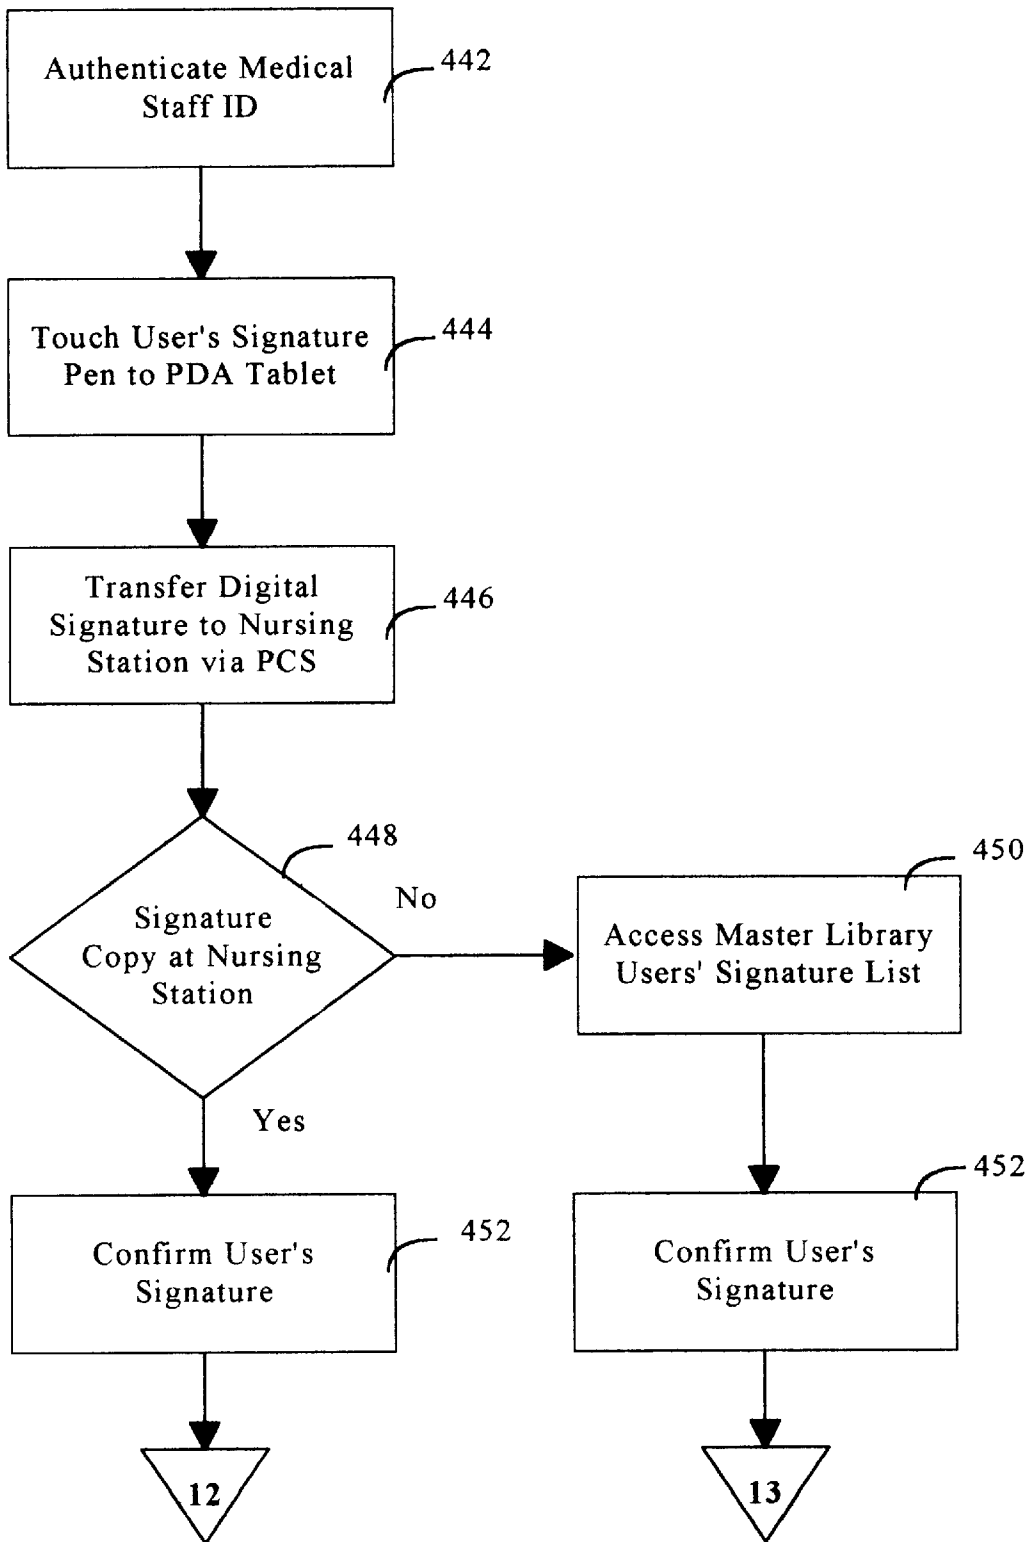 Authenticate Medical
Staff ID
442
Touch User's Signature
Pen to PDA Tablet
444
Transfer Digital
Signature to Nursing
Station via PCS
446
Signature
Copy at Nursing
Station
448
No
Yes
Access Master Library
Users' Signature List
450
Confirm User's
Signature
452
Confirm User's
Signature
452
12
13